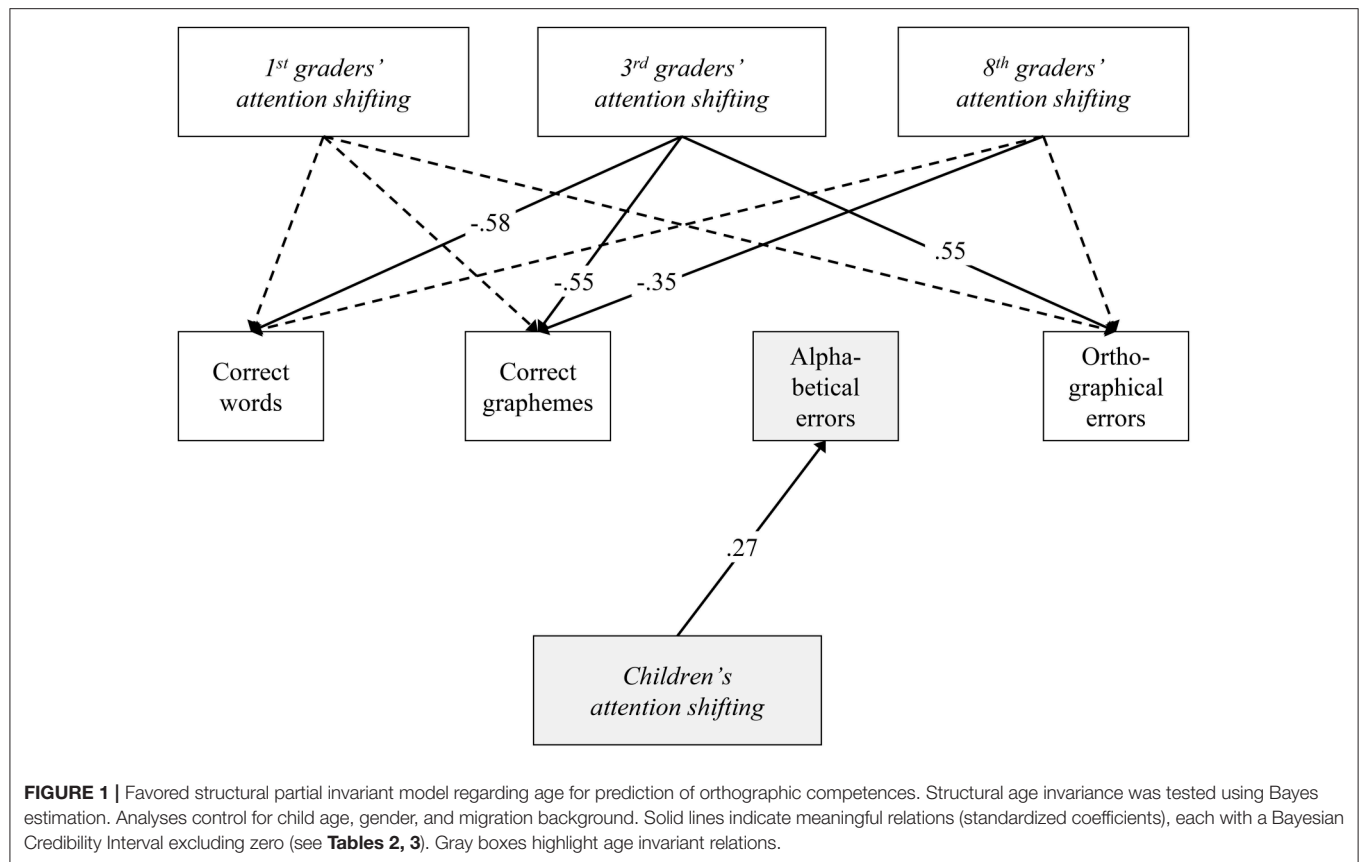 1st graders’
attention shifting
3rd graders’
attention shifting
8th graders’
attention shifting
-.58
-.55
-.35
.55
Correct
words
Correct
graphemes
Alpha-
betical
errors
Ortho-
graphical
errors
.27
Children’s
attention shifting
FIGURE 1 | Favored structural partial invariant model regarding age for prediction of orthographic competences. Structural age invariance was tested using Bayes
estimation. Analyses control for child age, gender, and migration background. Solid lines indicate meaningful relations (standardized coefficients), each with a Bayesian
Credibility Interval excluding zero (see Tables 2, 3). Gray boxes highlight age invariant relations.